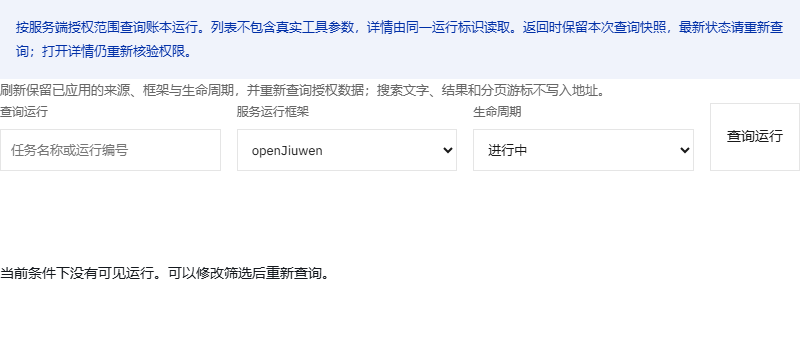 按服务端授权范围查询账本运行。列表不包含真实工具参数，详情由同一运行标识读取。返回时保留本次查询快照，最新状态请重新查
询；打开详情仍重新核验权限。
刷新保留已应用的来源、框架与生命周期，并重新查询授权数据；搜索文字、结果和分页游标不写入地址。
查询运行 服务运行框架 生命周期
任务名称或运行编号 openJiuwen 进行中 查询运行
当前条件下没有可见运行。可以修改筛选后重新查询。